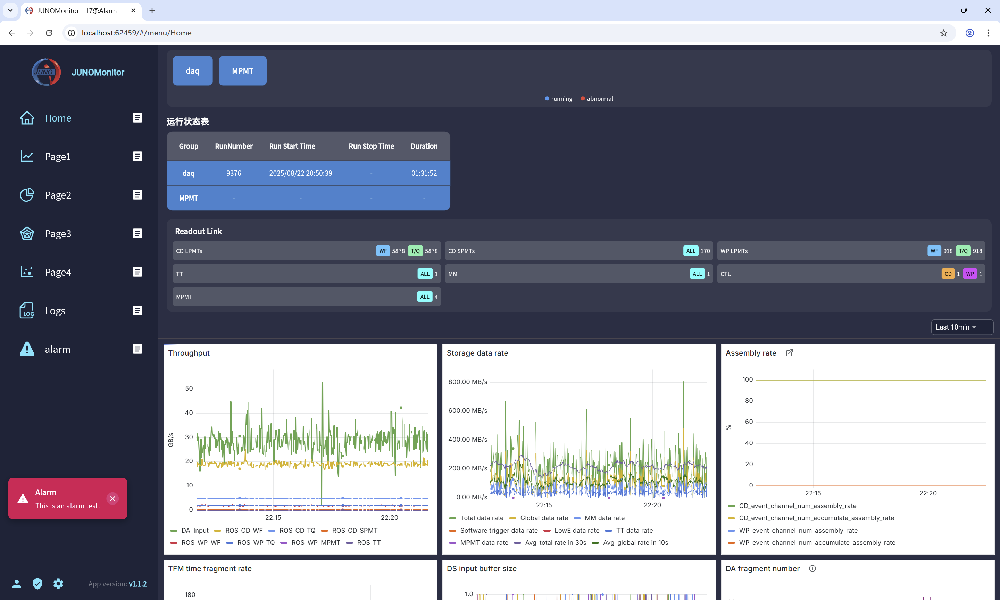 JUNOMonitor - 17条Alarm
localhost:62459/#/menu/Home
JUNO
JUNOMonitor
Home
Page1
Page2
Page3
Page4
LOG
Logs
alarm
Alarm
This is an alarm test!
App version: v1.1.2
daq MPMT
running abnormal
运行状态表
Group RunNumber Run Start Time Run Stop Time Duration
daq 9376 2025/08/22 20:50:39 - 01:31:52
MPMT - - - -
Readout Link
CD LPMTs WF 5878 T/Q 5878
CD SPMTs ALL 170
WP LPMTs WF 918 T/Q 918
TT ALL 1
MM ALL 1
CTU CD 1 WP 1
MPMT ALL 4
Last 10min
Throughput
GB/s
50
40
30
20
10
0
22:15 22:20
DA_Input ROS_CD_WF ROS_CD_TQ ROS_CD_SPMT
ROS_WP_WF ROS_WP_TQ ROS_WP_MPMT ROS_TT
Storage data rate
800.00 MB/s
600.00 MB/s
400.00 MB/s
200.00 MB/s
0.00 MB/s
22:15 22:20
Total data rate Global data rate MM data rate
Software trigger data rate LowE data rate TT data rate
MPMT data rate Avg_total rate in 30s Avg_global rate in 10s
Assembly rate
%
100
80
60
40
20
0
22:15 22:20
CD_event_channel_num_assembly_rate
CD_event_channel_num_accumulate_assembly_rate
WP_event_channel_num_assembly_rate
WP_event_channel_num_accumulate_assembly_rate
TFM time fragment rate
180
DS input buffer size
1.0
DA fragment number